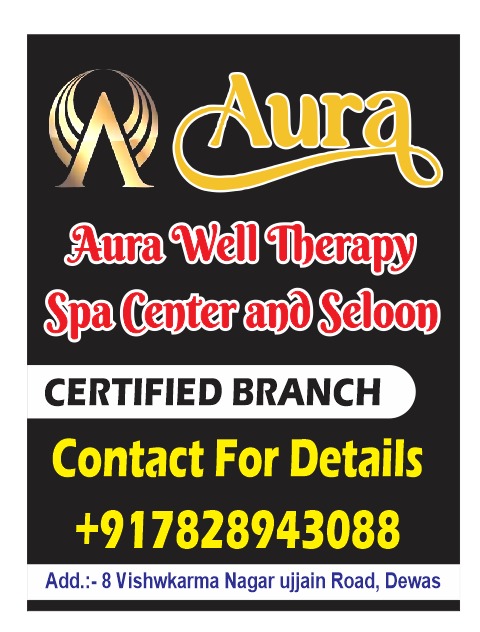 Aura
Aura Well Therapy
Spa Center and Seloon
CERTIFIED BRANCH
Contact For Details
+917828943088
Add.:- 8 Vishwkarma Nagar ujjain Road, Dewas